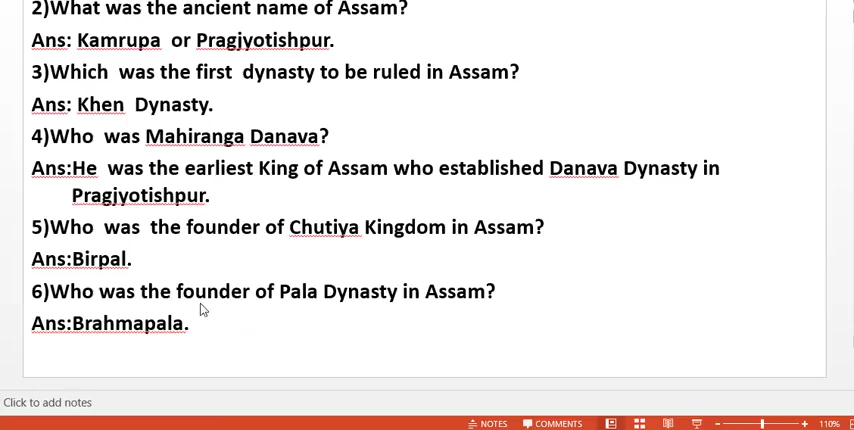 2)What was the ancient name of Assam?
Ans: Kamrupa or Pragjyotishpur.
3)Which was the first dynasty to be ruled in Assam?
Ans: Khen Dynasty.
4)Who was Mahiranga Danava?
Ans:He was the earliest King of Assam who established Danava Dynasty in
Pragjyotishpur.
5)Who was the founder of Chutiya Kingdom in Assam?
Ans:Birpal.
6)Who was the founder of Pala Dynasty in Assam?
Ans:Brahmapala.
Click to add notes
NOTES COMMENTS 110%